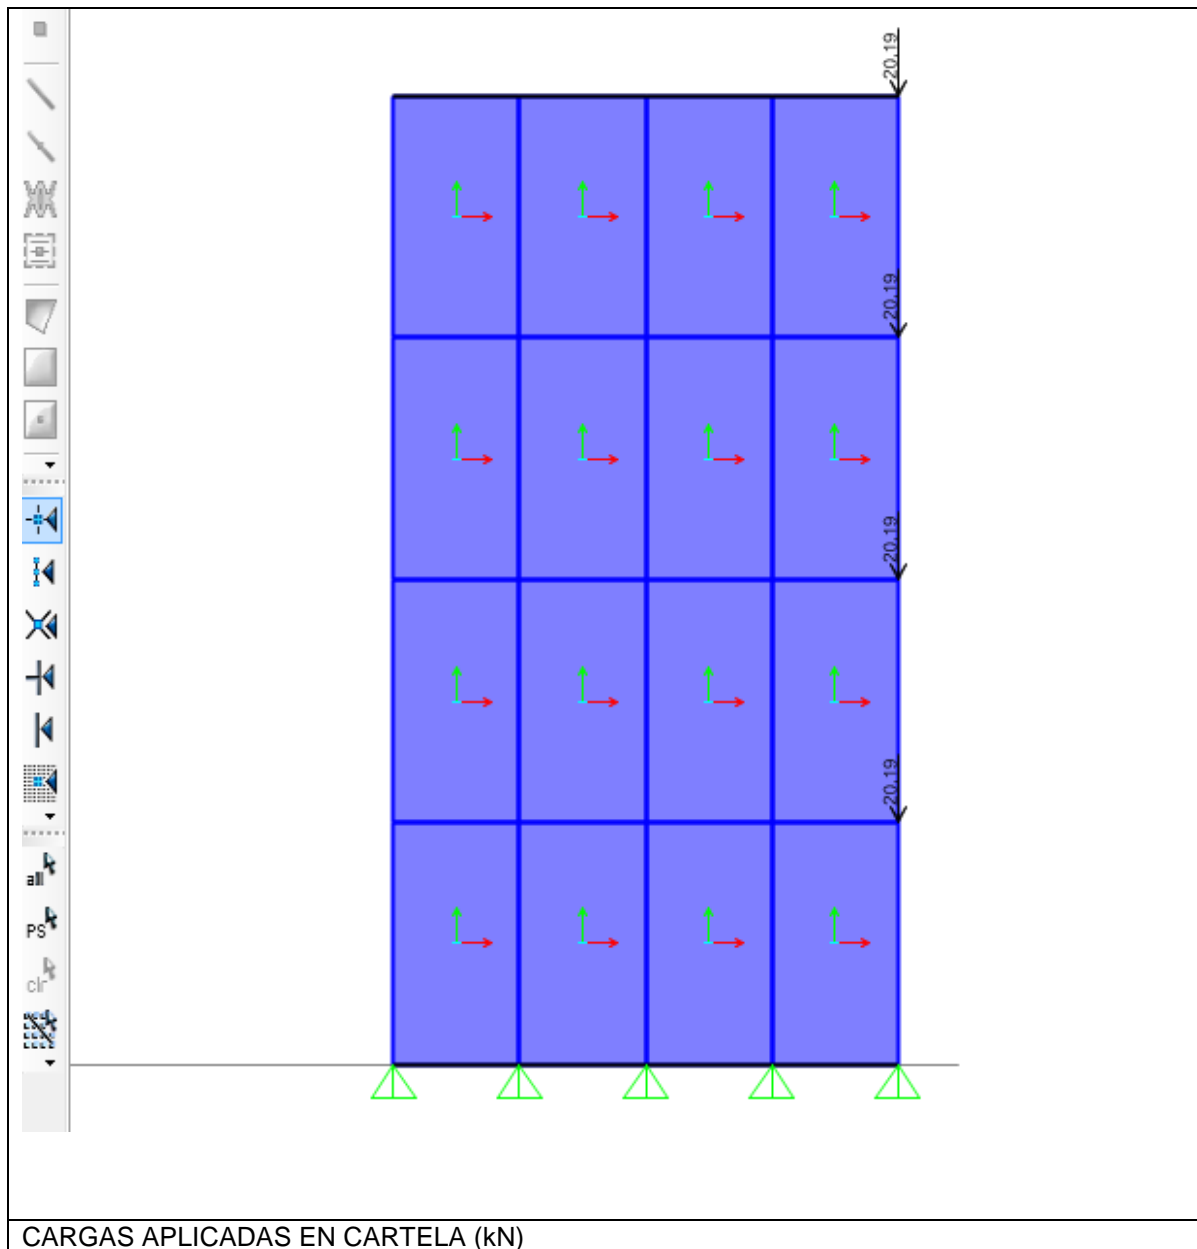 20.19
20.19
20.19
20.19
all
PS
clr
CARGAS APLICADAS EN CARTELA (kN)